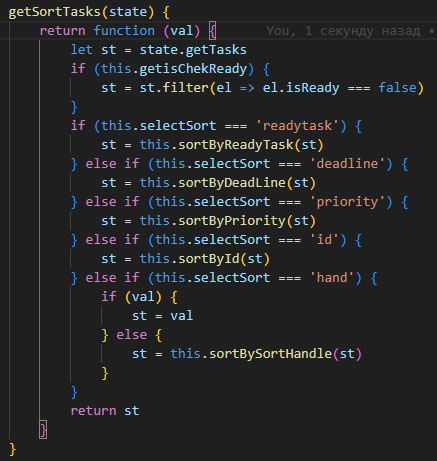 getSortTasks(state) {
    return function (val) {        You, 1 секунду назад •
        let st = state.getTasks
        if (this.getisChekReady) {
            st = st.filter(el => el.isReady === false)
        }
        if (this.selectSort === 'readytask') {
            st = this.sortByReadyTask(st)
        } else if (this.selectSort === 'deadline') {
            st = this.sortByDeadLine(st)
        } else if (this.selectSort === 'priority') {
            st = this.sortByPriority(st)
        } else if (this.selectSort === 'id') {
            st = this.sortById(st)
        } else if (this.selectSort === 'hand') {
            if (val) {
                st = val
            } else {
                st = this.sortBySortHandle(st)
            }
        }
        return st
    }
}